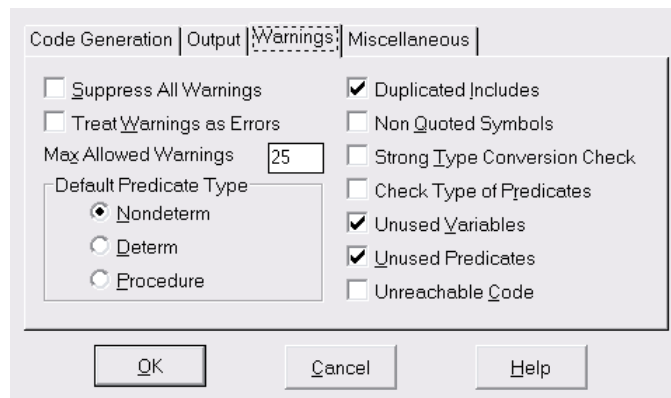 Code Generation Output Warnings Miscellaneous
Suppress All Warnings
Treat Warnings as Errors
Max Allowed Warnings 25
Default Predicate Type
Nondeterm
Determ
Procedure
Duplicated Includes
Non Quoted Symbols
Strong Type Conversion Check
Check Type of Predicates
Unused Variables
Unused Predicates
Unreachable Code
OK Cancel Help